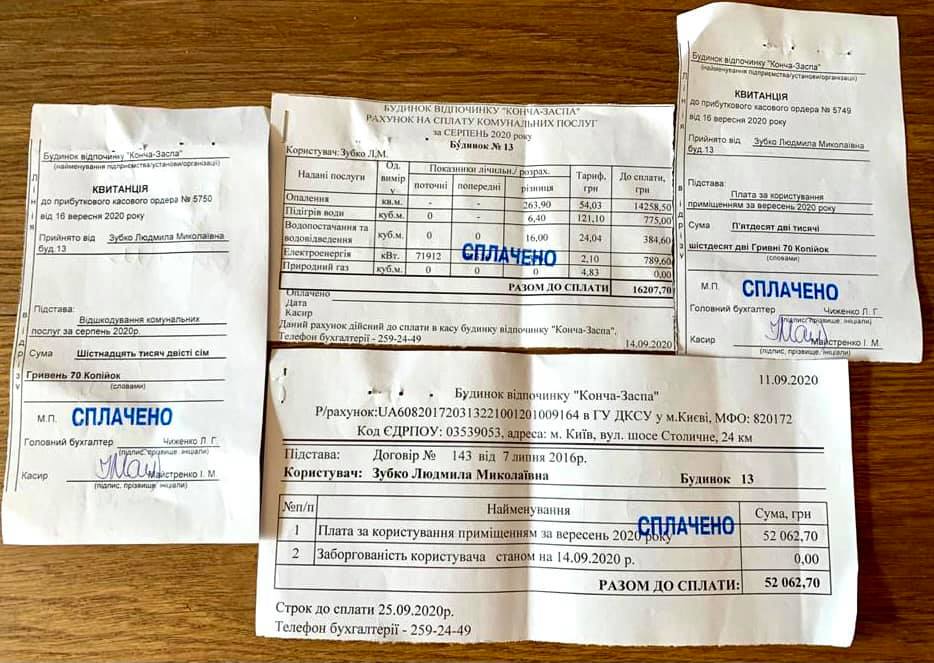 Будинок відпочинку "Конча-Заспа"
(найменування підприємства/установи/організації)
КВИТАНЦІЯ
до прибуткового касового ордера № 5750
від 16 вересня 2020 року
Прийнято від Зубко Людмила Миколаївна
буд.13
Підстава:
Відшкодування комунальних
послуг за серпень 2020р.
Сума Шістнадцять тисяч двісті сім
Гривень 70 Копійок
(словами)
М.П. СПЛАЧЕНО
Головний бухгалтер Чиженко Л. Г.
(підпис, прізвище, ініціали)
Касир Майстренко І. М.
(підпис, прізвище, ініціали)
Лінія відрізу
БУДИНОК ВІДПОЧИНКУ "КОНЧА-ЗАСПА"
РАХУНОК НА СПЛАТУ КОМУНАЛЬНИХ ПОСЛУГ
за СЕРПЕНЬ 2020 року
Користувач: Зубко Л.М. Будинок № 13
Надані послуги Од. виміру Показники лічильн./ розрах. Тариф, грн До сплати, грн
поточні попередні різниця
Опалення кв.м. - - 263,90 54,03 14258,50
Підігрів води куб.м. 0 - 6,40 121,10 775,00
Водопостачання та водовідведення куб.м. 0 0 16,00 24,04 384,60
Електроенергія кВт. 71912 2,10 789,60
Природний газ куб.м. 0 0 0 4,83 0,00
СПЛАЧЕНО
РАЗОМ ДО СПЛАТИ 16207,70
Оплачено
Дата
Касир
Даний рахунок дійсний до сплати в касу будинку відпочинку "Конча-Заспа".
Телефон бухгалтерії - 259-24-49 14.09.2020
Будинок відпочинку "Конча-Заспа"
(найменування підприємства/установи/організації)
КВИТАНЦІЯ
до прибуткового касового ордера № 5749
від 16 вересня 2020 року
Прийнято від Зубко Людмила Миколаївна
буд.13
Підстава:
Плата за користування
приміщенням за вересень 2020 року
Сума П'ятдесят дві тисячі
шістдесят дві Гривні 70 Копійок
(словами)
М.П. СПЛАЧЕНО
Головний бухгалтер Чиженко Л. Г.
(підпис, прізвище, ініціали)
Касир Майстренко І. М.
(підпис, прізвище, ініціали)
11.09.2020
Будинок відпочинку "Конча-Заспа"
Р/рахунок:UA608201720313221001201009164 в ГУ ДКСУ у м.Києві, МФО: 820172
Код ЄДРПОУ: 03539053, адреса: м. Київ, вул. шосе Столичне, 24 км
Підстава: Договір № 143 від 7 липня 2016р.
Користувач: Зубко Людмила Миколаївна Будинок 13
№п/п Найменування Сума, грн
1 Плата за користування приміщенням за вересень 2020 року 52 062,70
СПЛАЧЕНО
2 Заборгованість користувача станом на 14.09.2020 р. 0,00
РАЗОМ ДО СПЛАТИ: 52 062,70
Строк до сплати 25.09.2020р.
Телефон бухгалтерії - 259-24-49